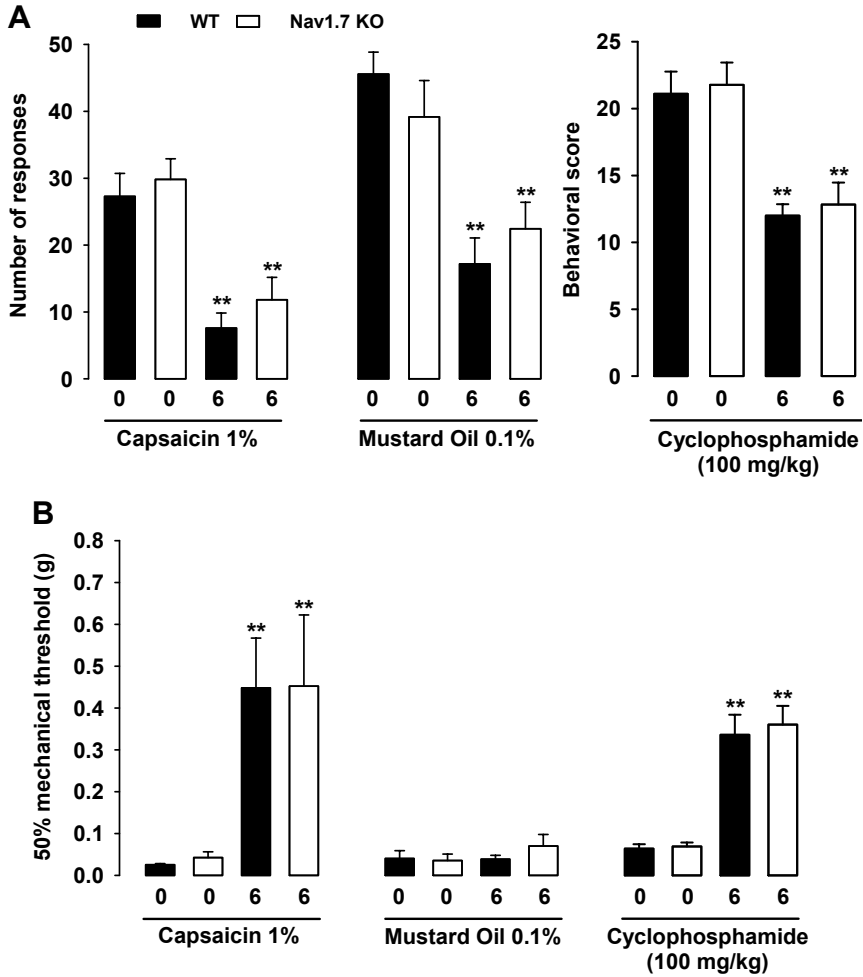 A
WT Nav1.7 KO
Number of responses
50
40
30
20
10
0
** ** ** **
0 0 6 6 0 0 6 6
Capsaicin 1% Mustard Oil 0.1%
Behavioral score
25
20
15
10
5
0
** **
0 0 6 6
Cyclophosphamide
(100 mg/kg)
B
50% mechanical threshold (g)
0.8
0.7
0.6
0.5
0.4
0.3
0.2
0.1
0.0
** ** ** **
0 0 6 6 0 0 6 6 0 0 6 6
Capsaicin 1% Mustard Oil 0.1% Cyclophosphamide
(100 mg/kg)